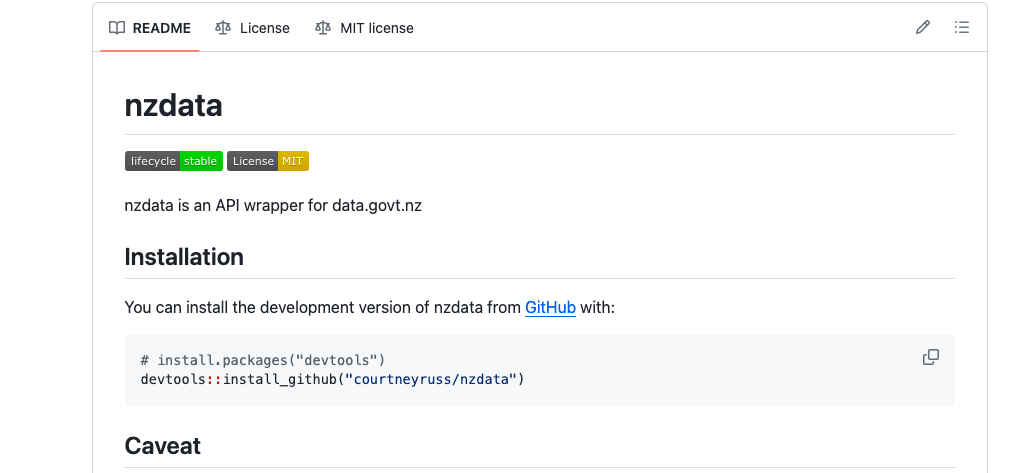 README License MIT license
nzdata
lifecycle stable License MIT
nzdata is an API wrapper for data.govt.nz
Installation
You can install the development version of nzdata from GitHub with:
# install.packages("devtools")
devtools::install_github("courtneyruss/nzdata")
Caveat